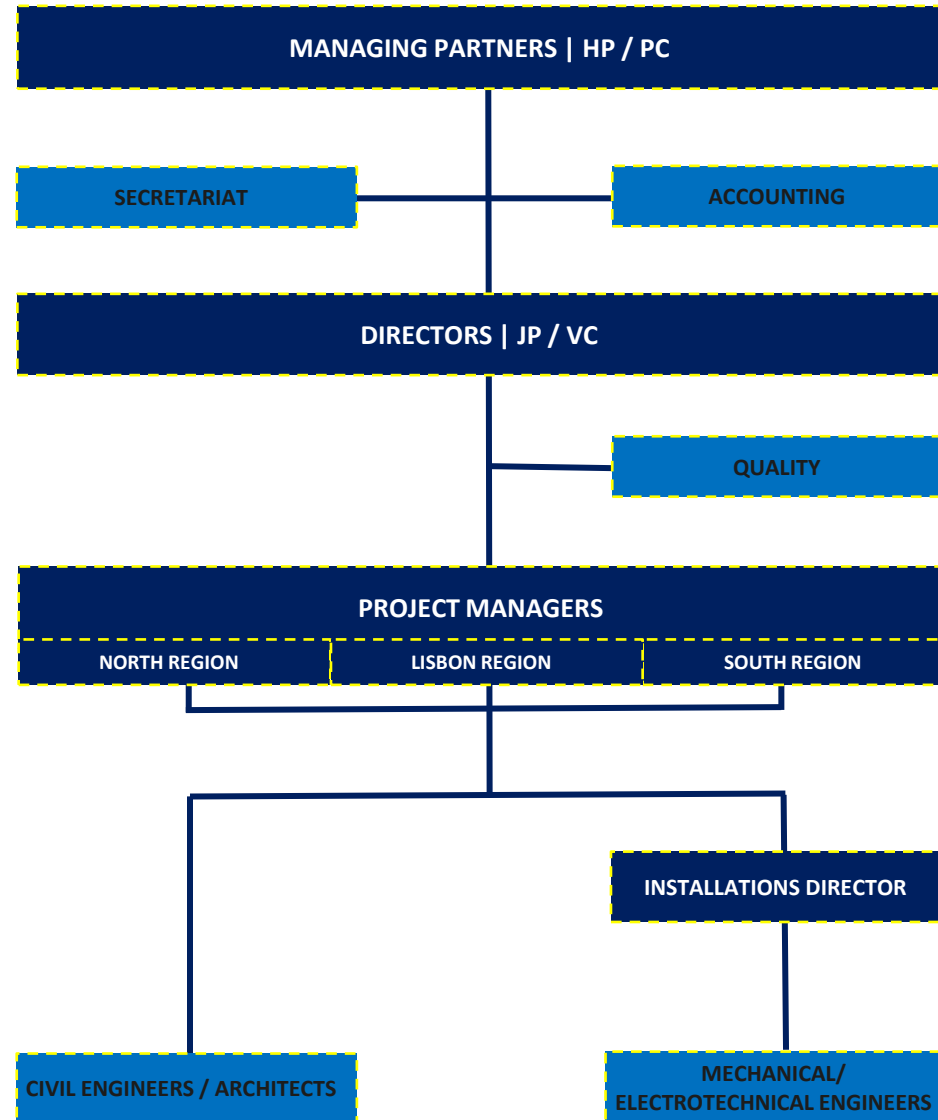 MANAGING PARTNERS | HP / PC
SECRETARIAT
ACCOUNTING
DIRECTORS | JP / VC
QUALITY
PROJECT MANAGERS
NORTH REGION
LISBON REGION
SOUTH REGION
INSTALLATIONS DIRECTOR
CIVIL ENGINEERS / ARCHITECTS
MECHANICAL/
ELECTROTECHNICAL ENGINEERS